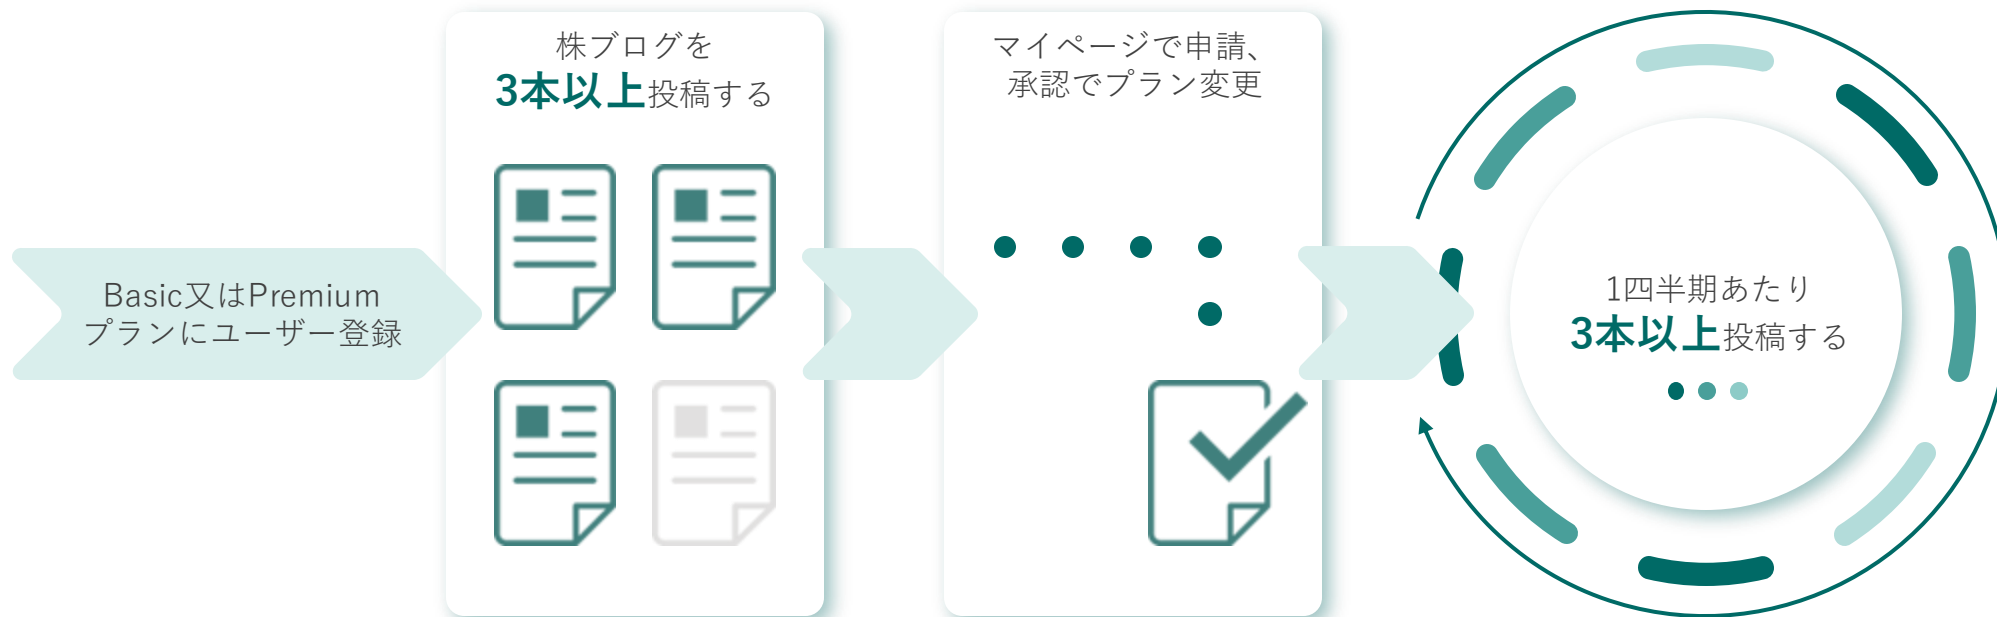 Basic又はPremium
プランにユーザー登録
株ブログを
3本以上投稿する
マイページで申請、
承認でプラン変更
1四半期あたり
3本以上投稿する